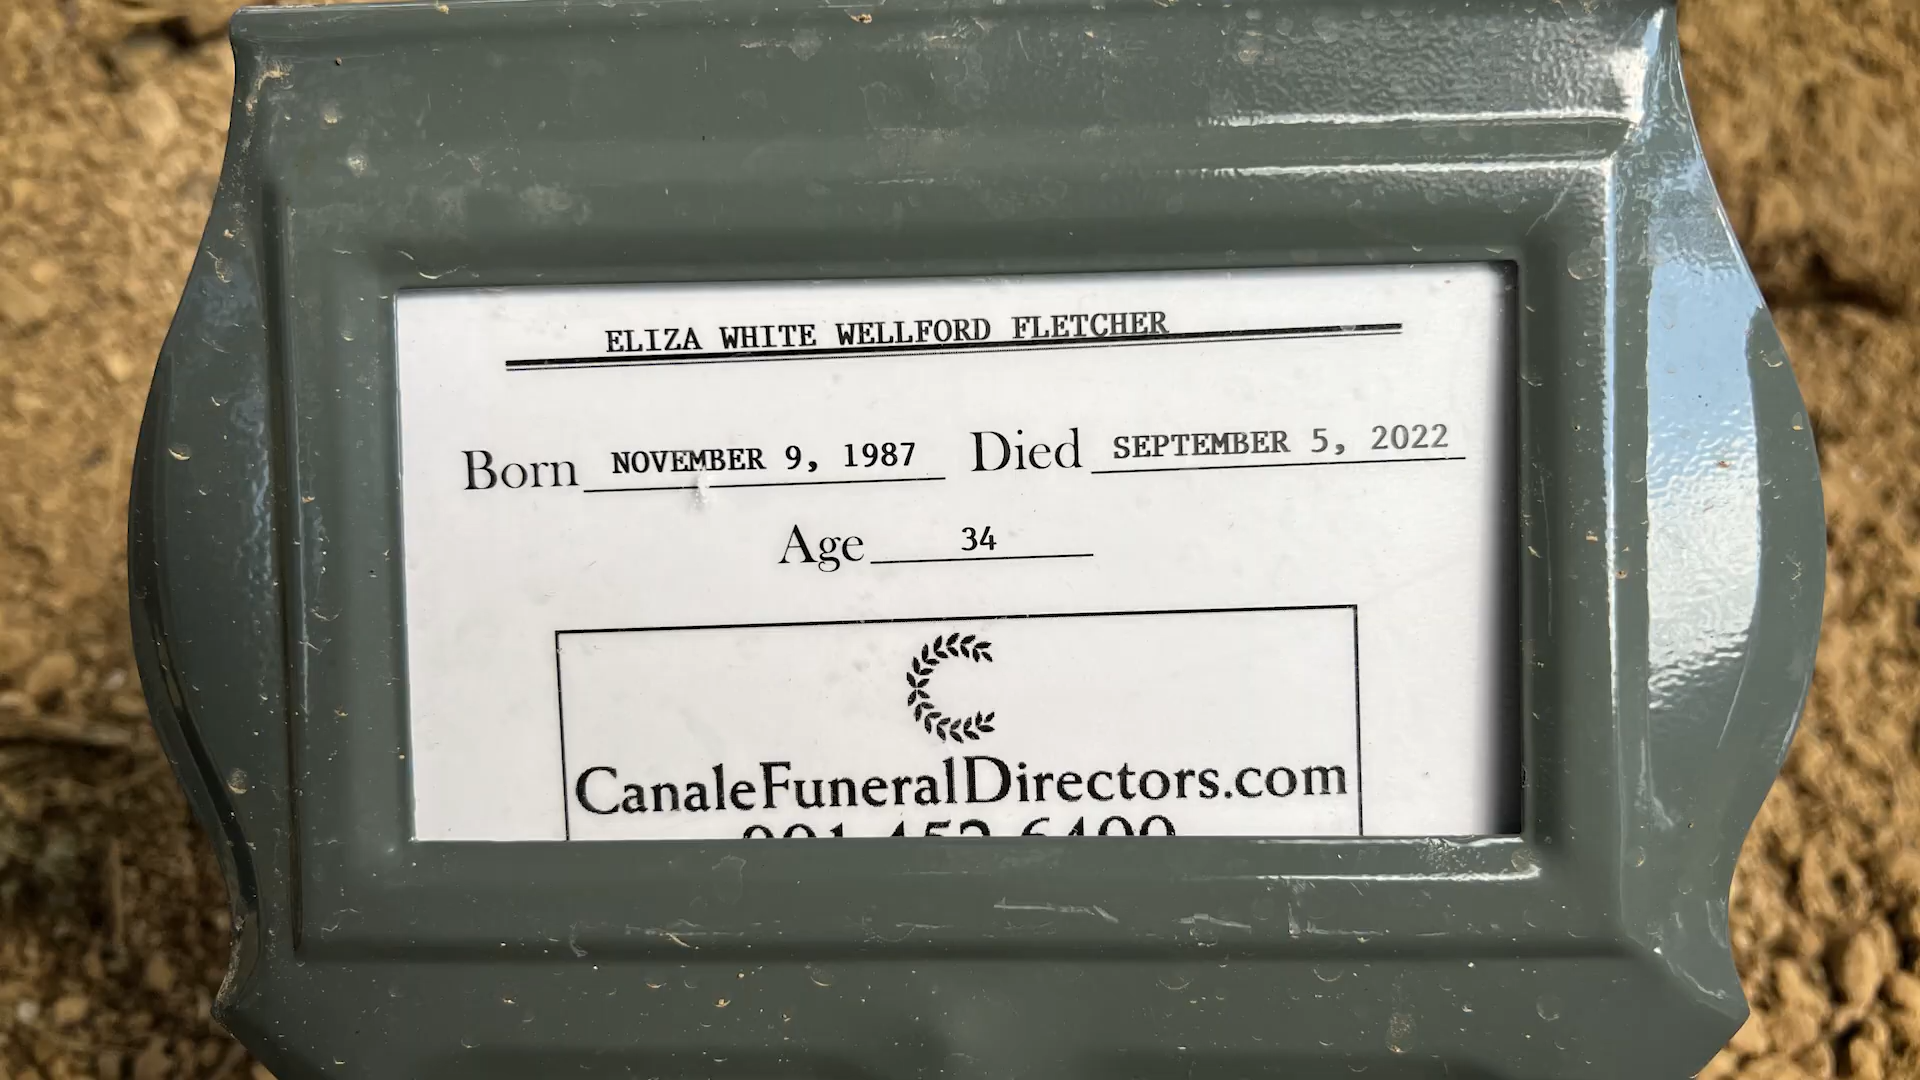 ELIZA WHITE WELLFORD FLETCHER
Born NOVEMBER 9, 1987 Died SEPTEMBER 5, 2022
Age 34
CanaleFuneralDirectors.com